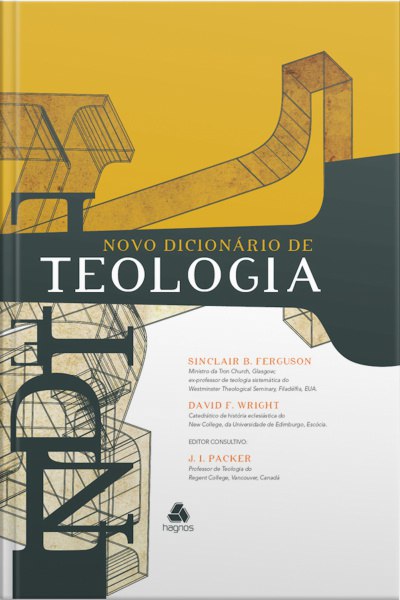 NOVO DICIONÁRIO DE
TEOLOGIA
SINCLAIR B. FERGUSON
Ministro da Tron Church, Glasgow;
ex-professor de teologia sistemática do
Westminster Theological Seminary, Filadélfia, EUA.
DAVID F. WRIGHT
Catedrático de história eclesiástica do
New College, da Universidade de Edimburgo, Escócia.
EDITOR CONSULTIVO:
J. I. PACKER
Professor de Teologia do
Regent College, Vancouver, Canadá
hagnos
NDT